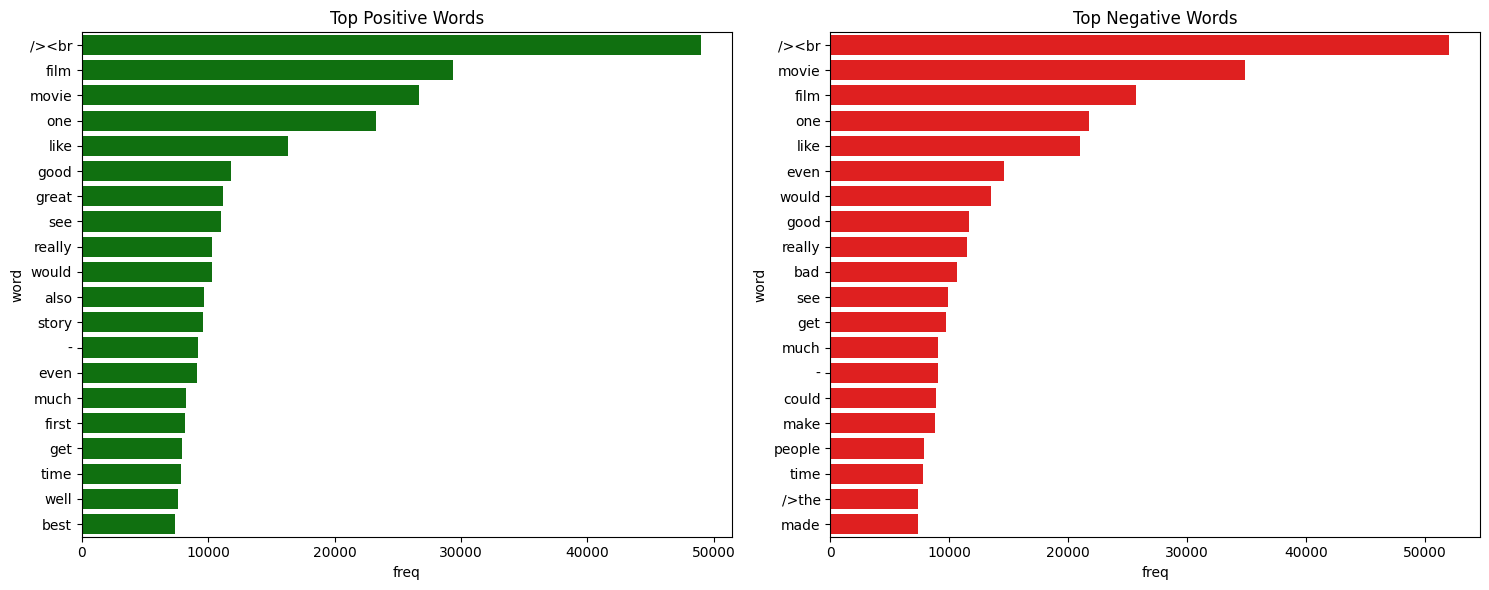 Top Positive Words
/><br
film
movie
one
like
good
great
see
really
would
also
story
-
even
much
first
get
time
well
best
word
0 10000 20000 30000 40000 50000
freq
Top Negative Words
/><br
movie
film
one
like
even
would
good
really
bad
see
get
much
-
could
make
people
time
/>the
made
word
0 10000 20000 30000 40000 50000
freq